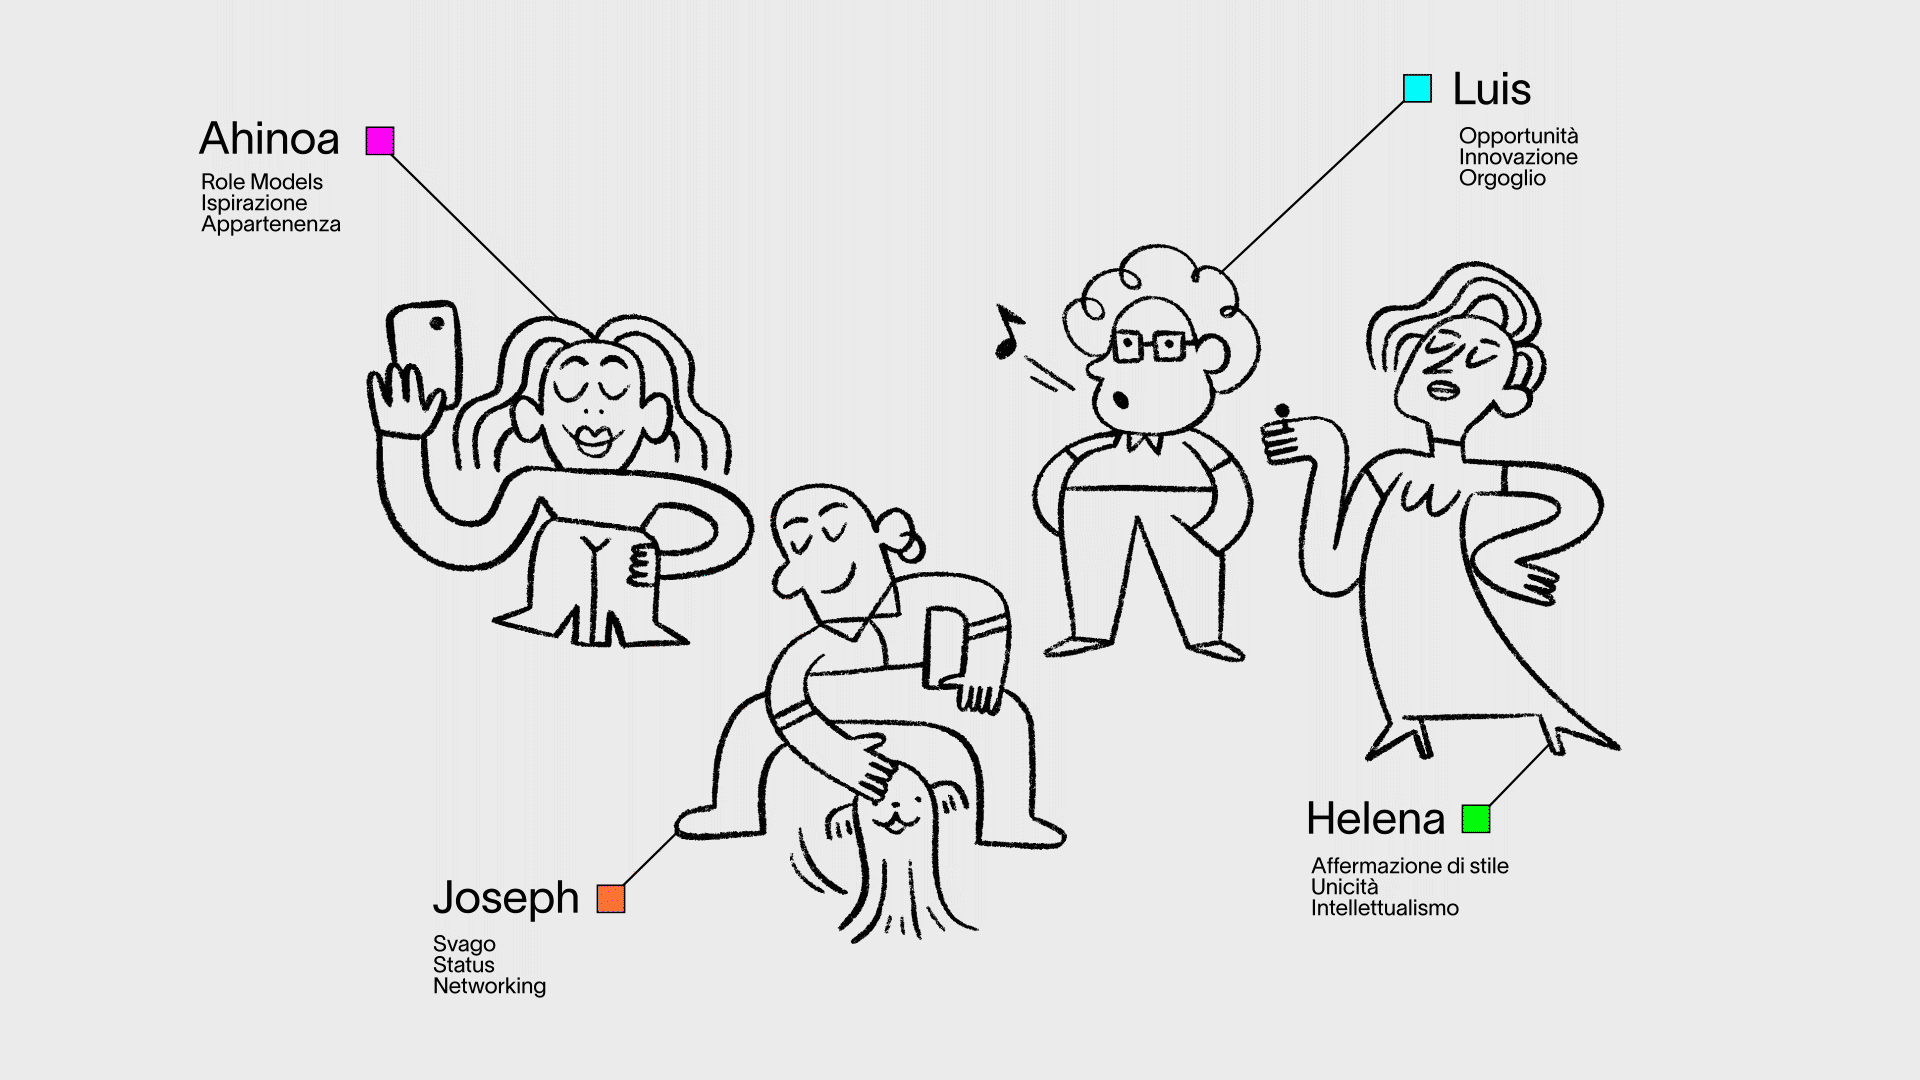 Ahinoa
Role Models
Ispirazione
Appartenenza
Luis
Opportunità
Innovazione
Orgoglio
Joseph
Svago
Status
Networking
Helena
Affermazione di stile
Unicità
Intellettualismo